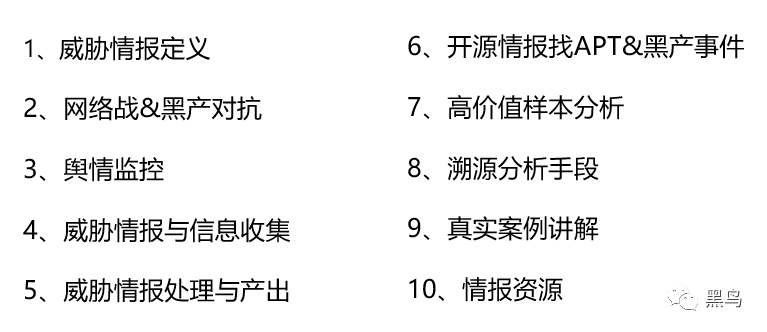 1、威胁情报定义
2、网络战&黑产对抗
3、舆情监控
4、威胁情报与信息收集
5、威胁情报处理与产出
6、开源情报找APT&黑产事件
7、高价值样本分析
8、溯源分析手段
9、真实案例讲解
10、情报资源
黑鸟